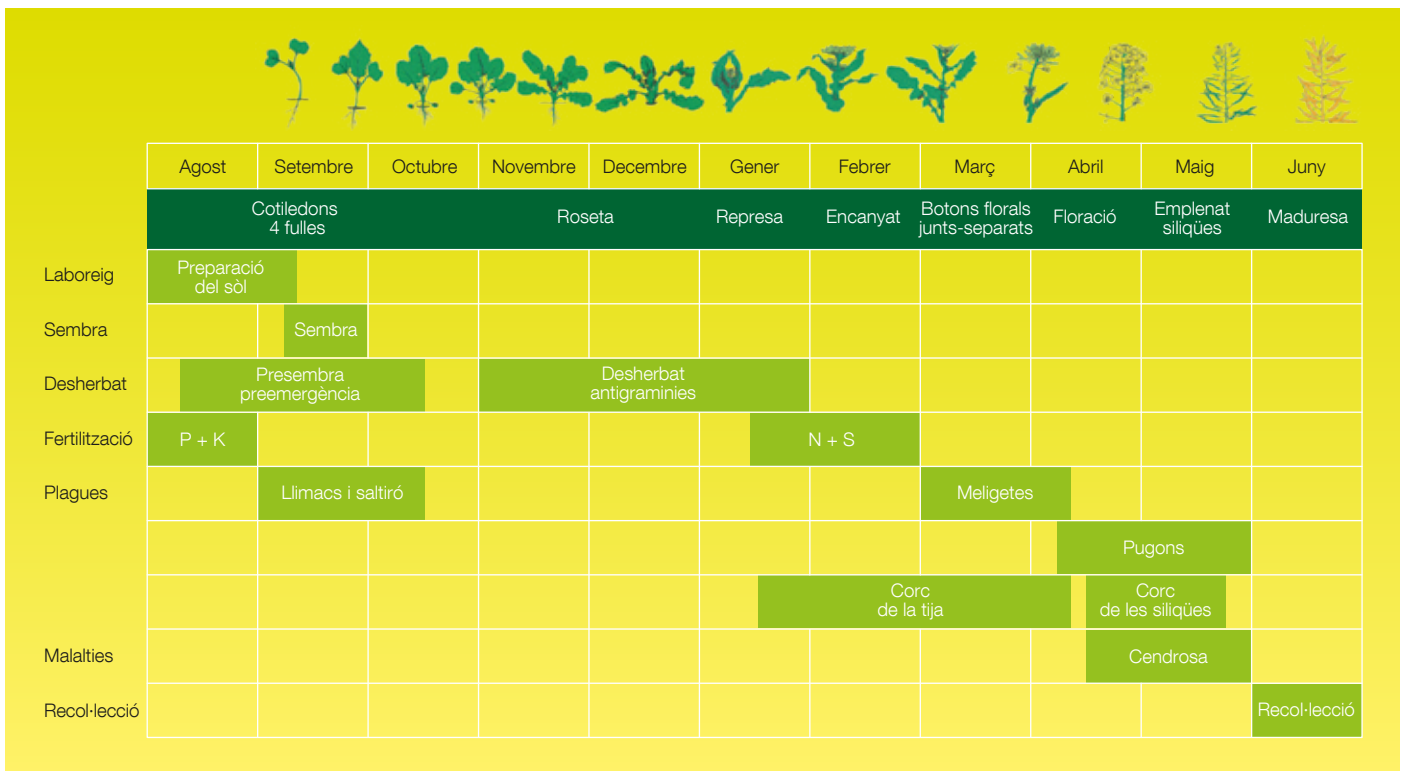 Agost Setembre Octubre Novembre Decembre Gener Febrer Març Abril Maig Juny
Cotiledons
4 fulles
Roseta
Represa
Encanyat
Botons florals
junts-separats
Floració
Emplenat
siliqües
Maduresa
Laboreig
Preparació
del sòl
Sembra
Sembra
Desherbat
Presembra
preemergència
Desherbat
antigraminies
Fertilització
P + K
N + S
Plagues
Llimacs i saltiró
Meligetes
Pugons
Corc
de la tija
Corc
de les siliqües
Malalties
Cendrosa
Recol·lecció
Recol·lecció